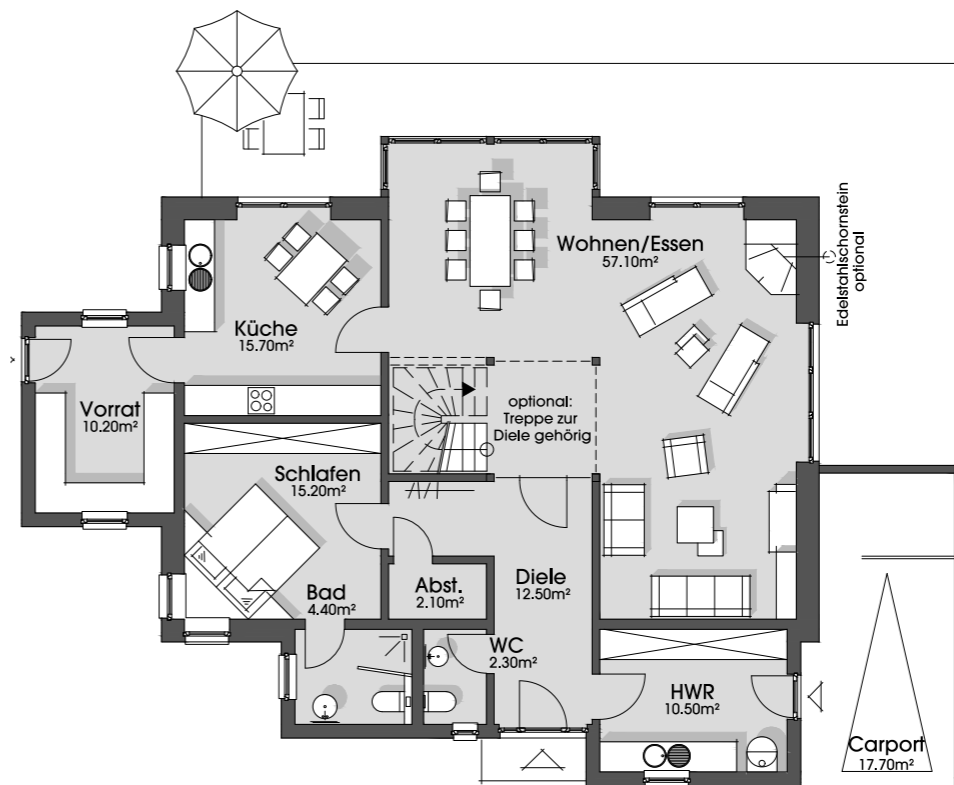 Wohnen/Essen
57.10m²
Edelstahlschornstein
optional
Küche
15.70m²
Vorrat
10.20m²
optional:
Treppe zur
Diele gehörig
Schlafen
15.20m²
Bad
4.40m²
Abst.
2.10m²
Diele
12.50m²
WC
2.30m²
HWR
10.50m²
Carport
17.70m²